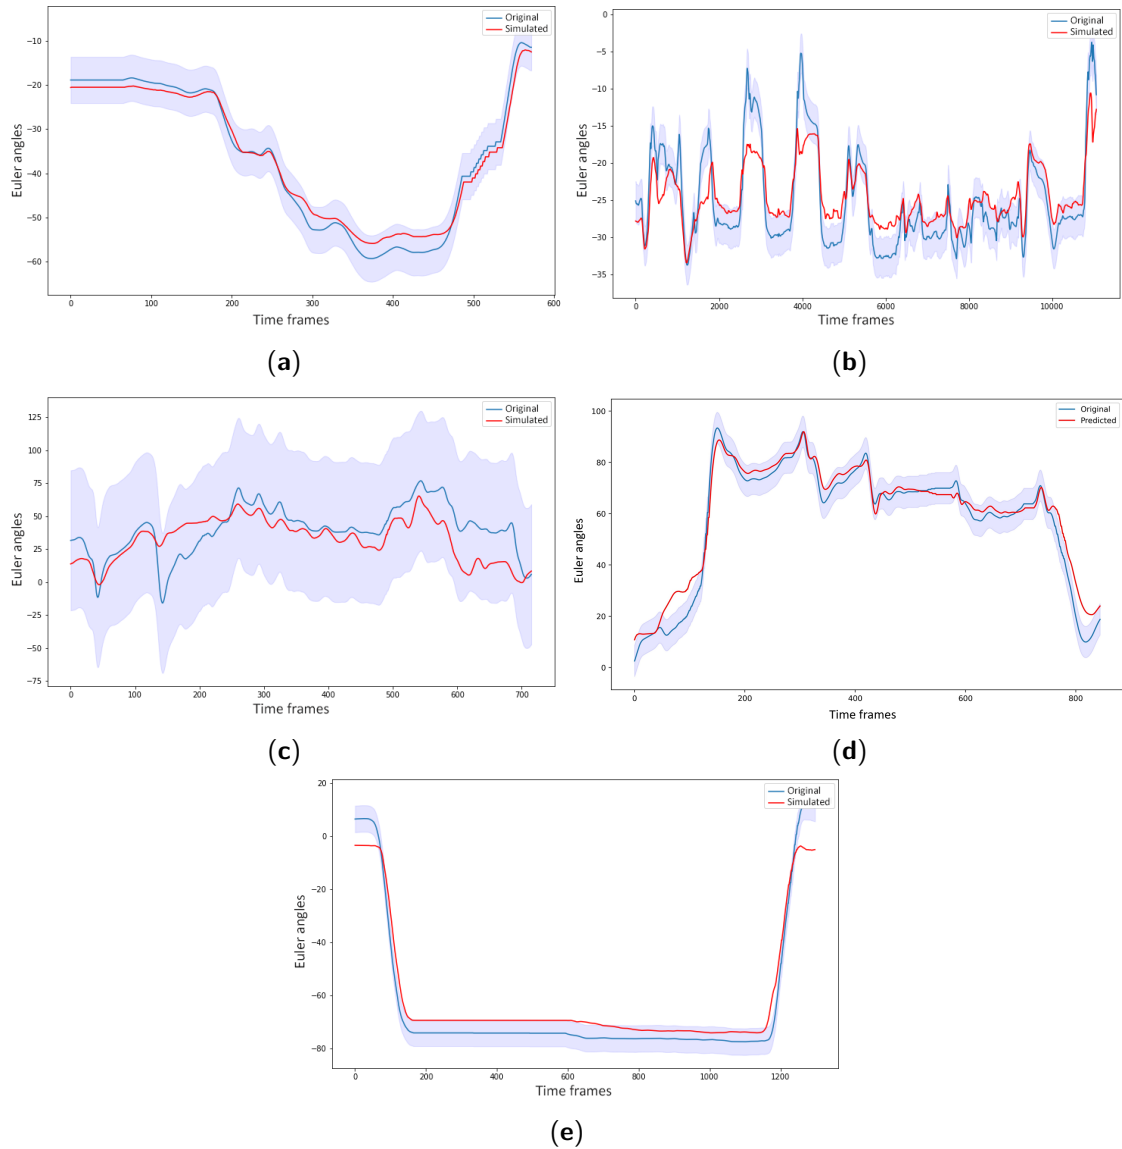 Original
Simulated
−10
−20
−30
−40
−50
−60
0
100
200
300
400
500
600
Euler angles
Time frames
(a)
Original
Simulated
0
−5
−10
−15
−20
−25
−30
−35
0
2000
4000
6000
8000
10000
Euler angles
Time frames
(b)
Original
Simulated
125
100
75
50
25
0
−25
−50
−75
0
100
200
300
400
500
600
700
Euler angles
Time frames
(c)
Original
Predicted
100
80
60
40
20
0
0
200
400
600
800
Euler angles
Time frames
(d)
Original
Simulated
20
0
−20
−40
−60
−80
0
200
400
600
800
1000
1200
Euler angles
Time frames
(e)